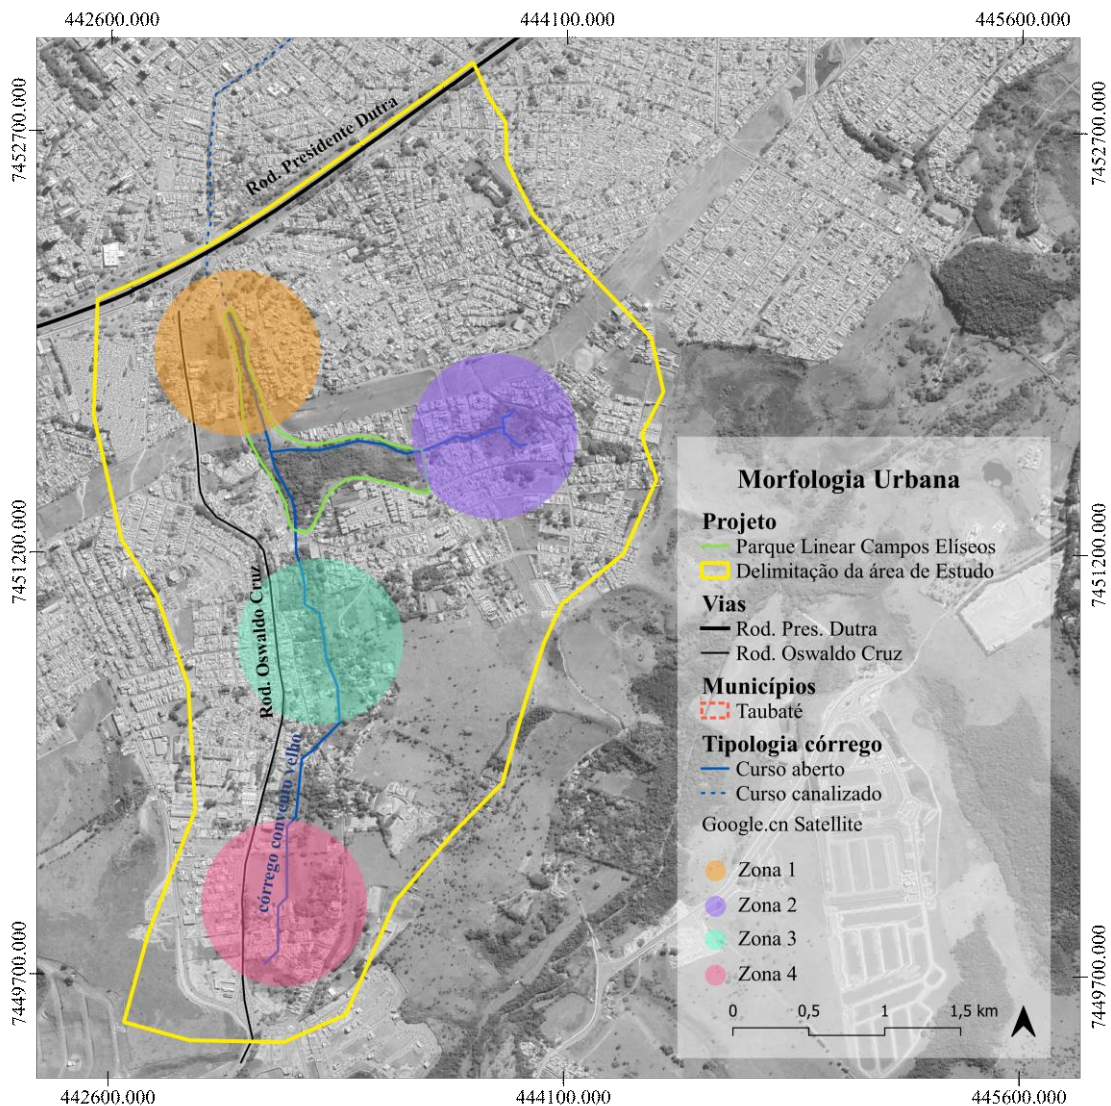 442600.000
444100.000
445600.000
7452700.000
7452700.000
Rod. Presidente Dutra
7451200.000
7451200.000
Rod. Oswaldo Cruz
córrego convento velho
7449700.000
7449700.000
Morfologia Urbana
Projeto
Parque Linear Campos Elíseos
Delimitação da área de Estudo
Vias
Rod. Pres. Dutra
Rod. Oswaldo Cruz
Municípios
Taubaté
Tipologia córrego
Curso aberto
Curso canalizado
Google.cn Satellite
Zona 1
Zona 2
Zona 3
Zona 4
0 0,5 1 1,5 km
442600.000
444100.000
445600.000